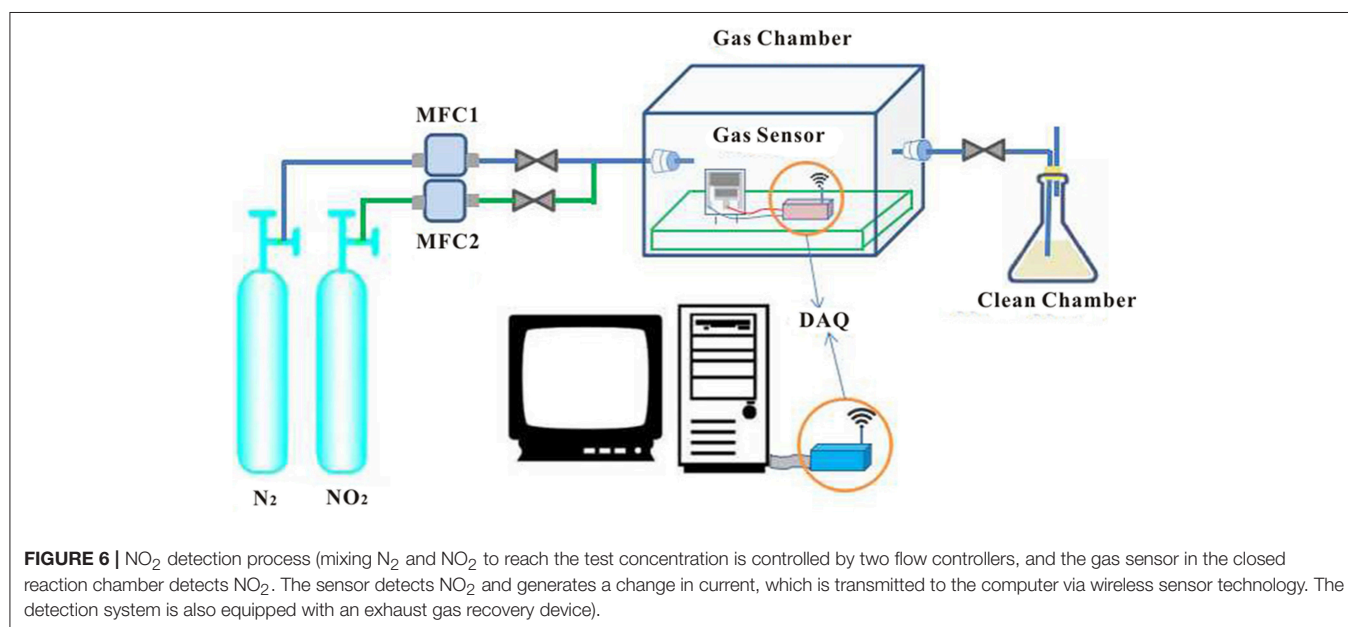 Gas Chamber
MFC1
Gas Sensor
MFC2
Clean Chamber
DAQ
N2
NO2
FIGURE 6 | NO2 detection process (mixing N2 and NO2 to reach the test concentration is controlled by two flow controllers, and the gas sensor in the closed
reaction chamber detects NO2. The sensor detects NO2 and generates a change in current, which is transmitted to the computer via wireless sensor technology. The
detection system is also equipped with an exhaust gas recovery device).